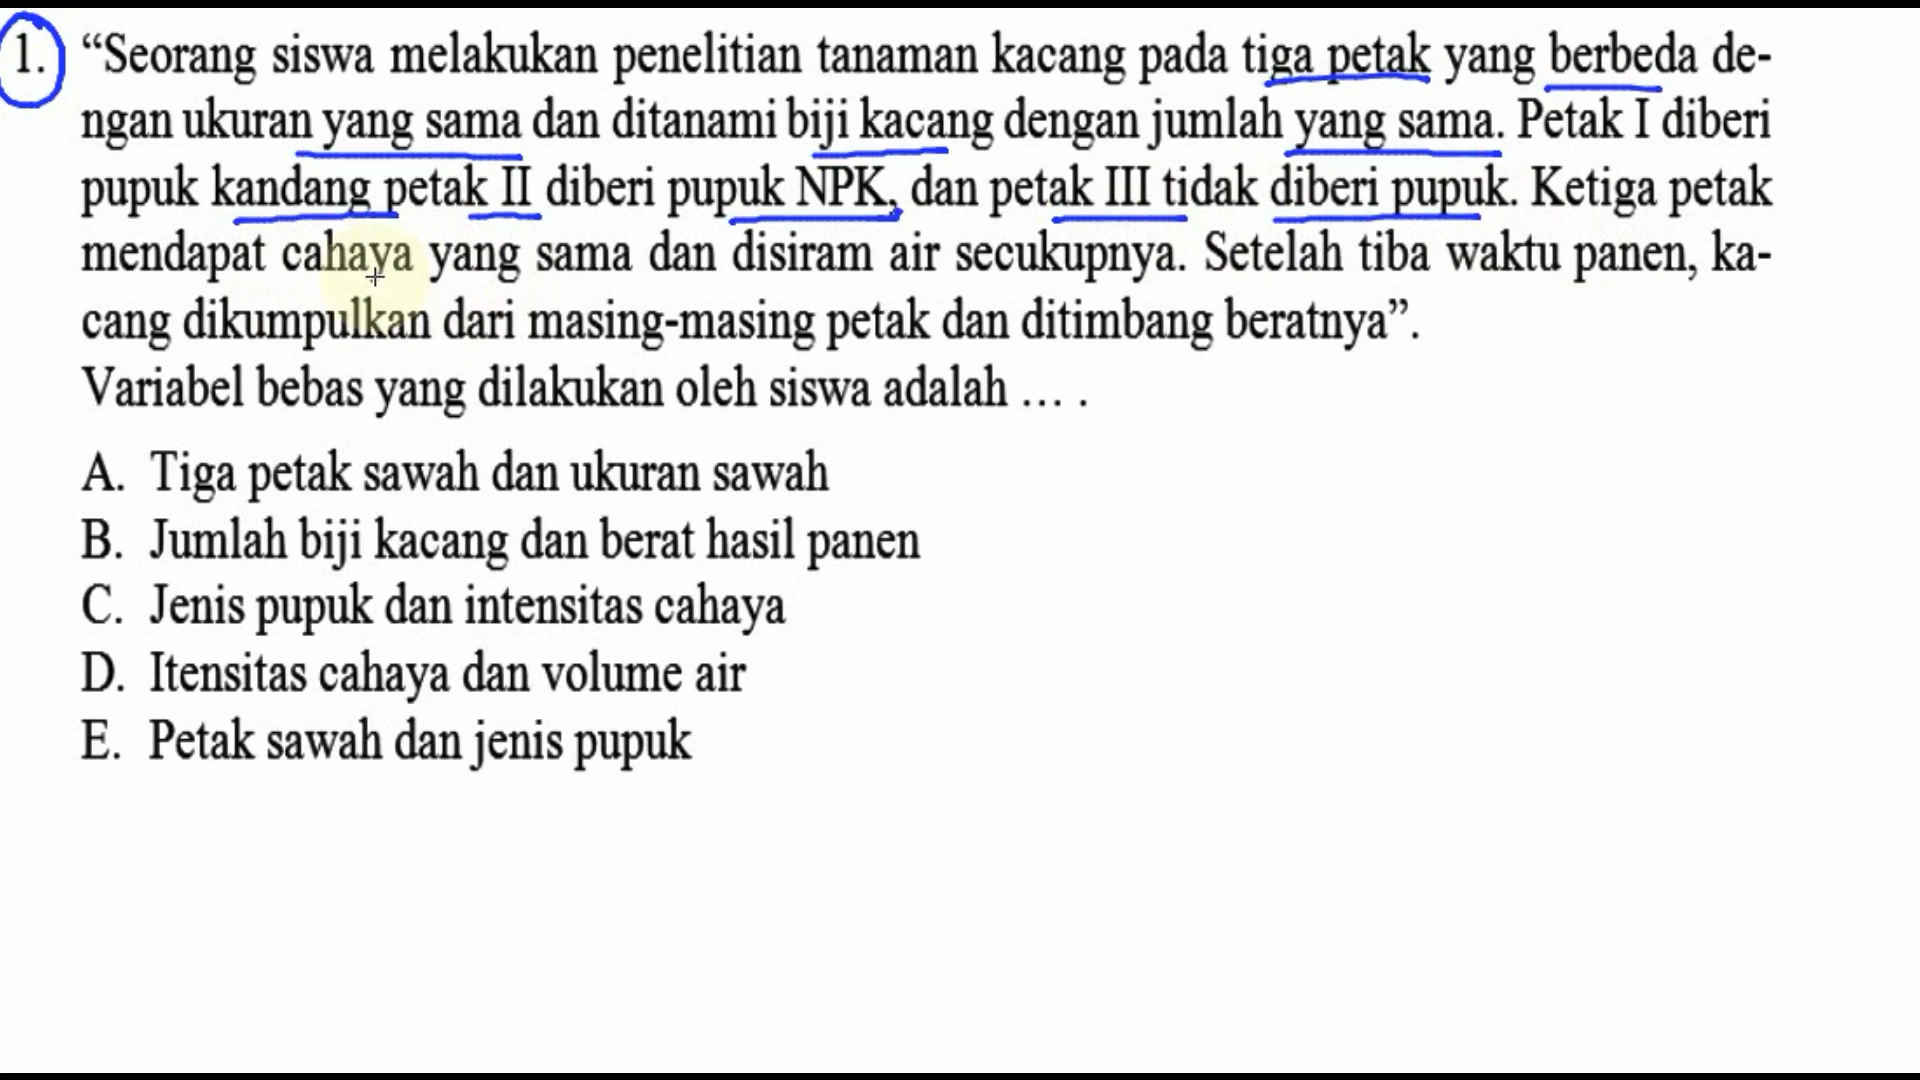 1. “Seorang siswa melakukan penelitian tanaman kacang pada tiga petak yang berbeda de-
ngan ukuran yang sama dan ditanami biji kacang dengan jumlah yang sama. Petak I diberi
pupuk kandang petak II diberi pupuk NPK, dan petak III tidak diberi pupuk. Ketiga petak
mendapat cahaya yang sama dan disiram air secukupnya. Setelah tiba waktu panen, ka-
cang dikumpulkan dari masing-masing petak dan ditimbang beratnya”.
Variabel bebas yang dilakukan oleh siswa adalah ... .
A. Tiga petak sawah dan ukuran sawah
B. Jumlah biji kacang dan berat hasil panen
C. Jenis pupuk dan intensitas cahaya
D. Itensitas cahaya dan volume air
E. Petak sawah dan jenis pupuk